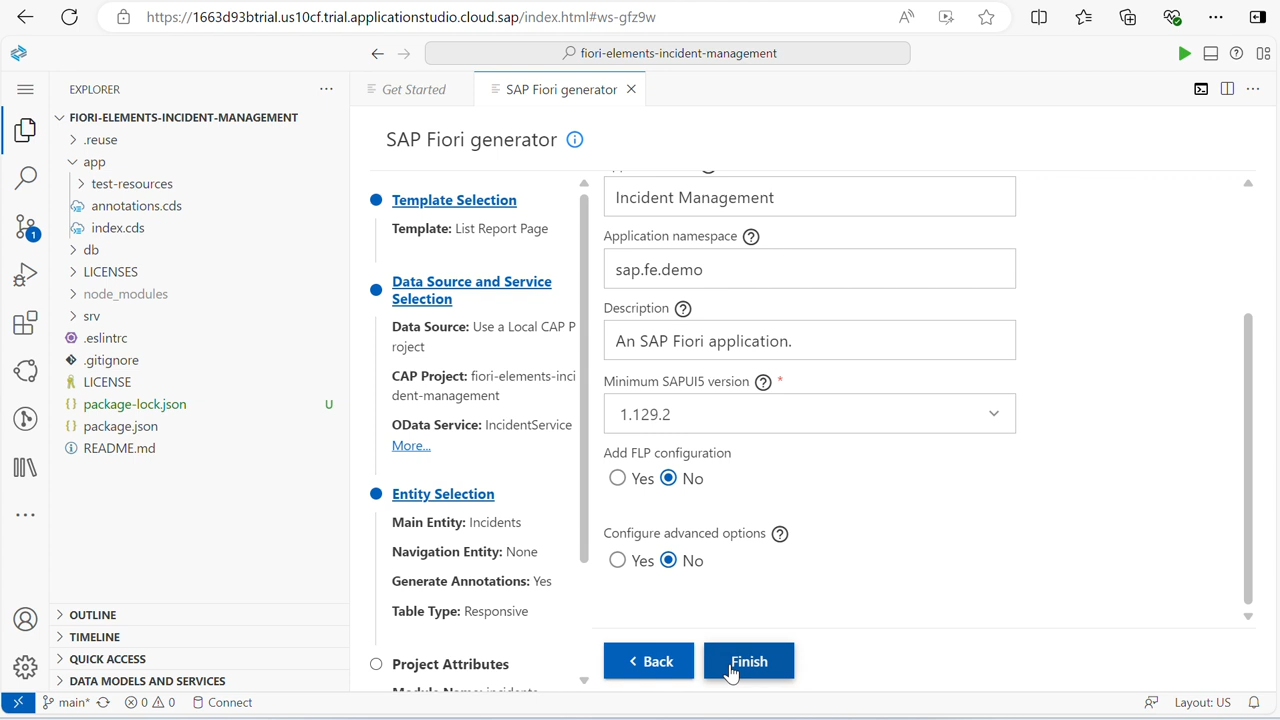 https://1663d93btrial.us10cf.trial.applicationstudio.cloud.sap/index.html#ws-gfz9w
fiori-elements-incident-management
EXPLORER
Get Started
SAP Fiori generator
FIORI-ELEMENTS-INCIDENT-MANAGEMENT
.reuse
app
test-resources
annotations.cds
index.cds
db
LICENSES
node_modules
srv
.eslintrc
.gitignore
LICENSE
package-lock.json U
package.json
README.md
OUTLINE
TIMELINE
QUICK ACCESS
DATA MODELS AND SERVICES
1
SAP Fiori generator
Template Selection
Template: List Report Page
Data Source and Service
Selection
Data Source: Use a Local CAP P
roject
CAP Project: fiori-elements-inci
dent-management
OData Service: IncidentService
More...
Entity Selection
Main Entity: Incidents
Navigation Entity: None
Generate Annotations: Yes
Table Type: Responsive
Project Attributes
Incident Management
Application namespace
sap.fe.demo
Description
An SAP Fiori application.
Minimum SAPUI5 version *
1.129.2
Add FLP configuration
Yes No
Configure advanced options
Yes No
< Back
Finish
main* 0 0 Connect
Layout: US